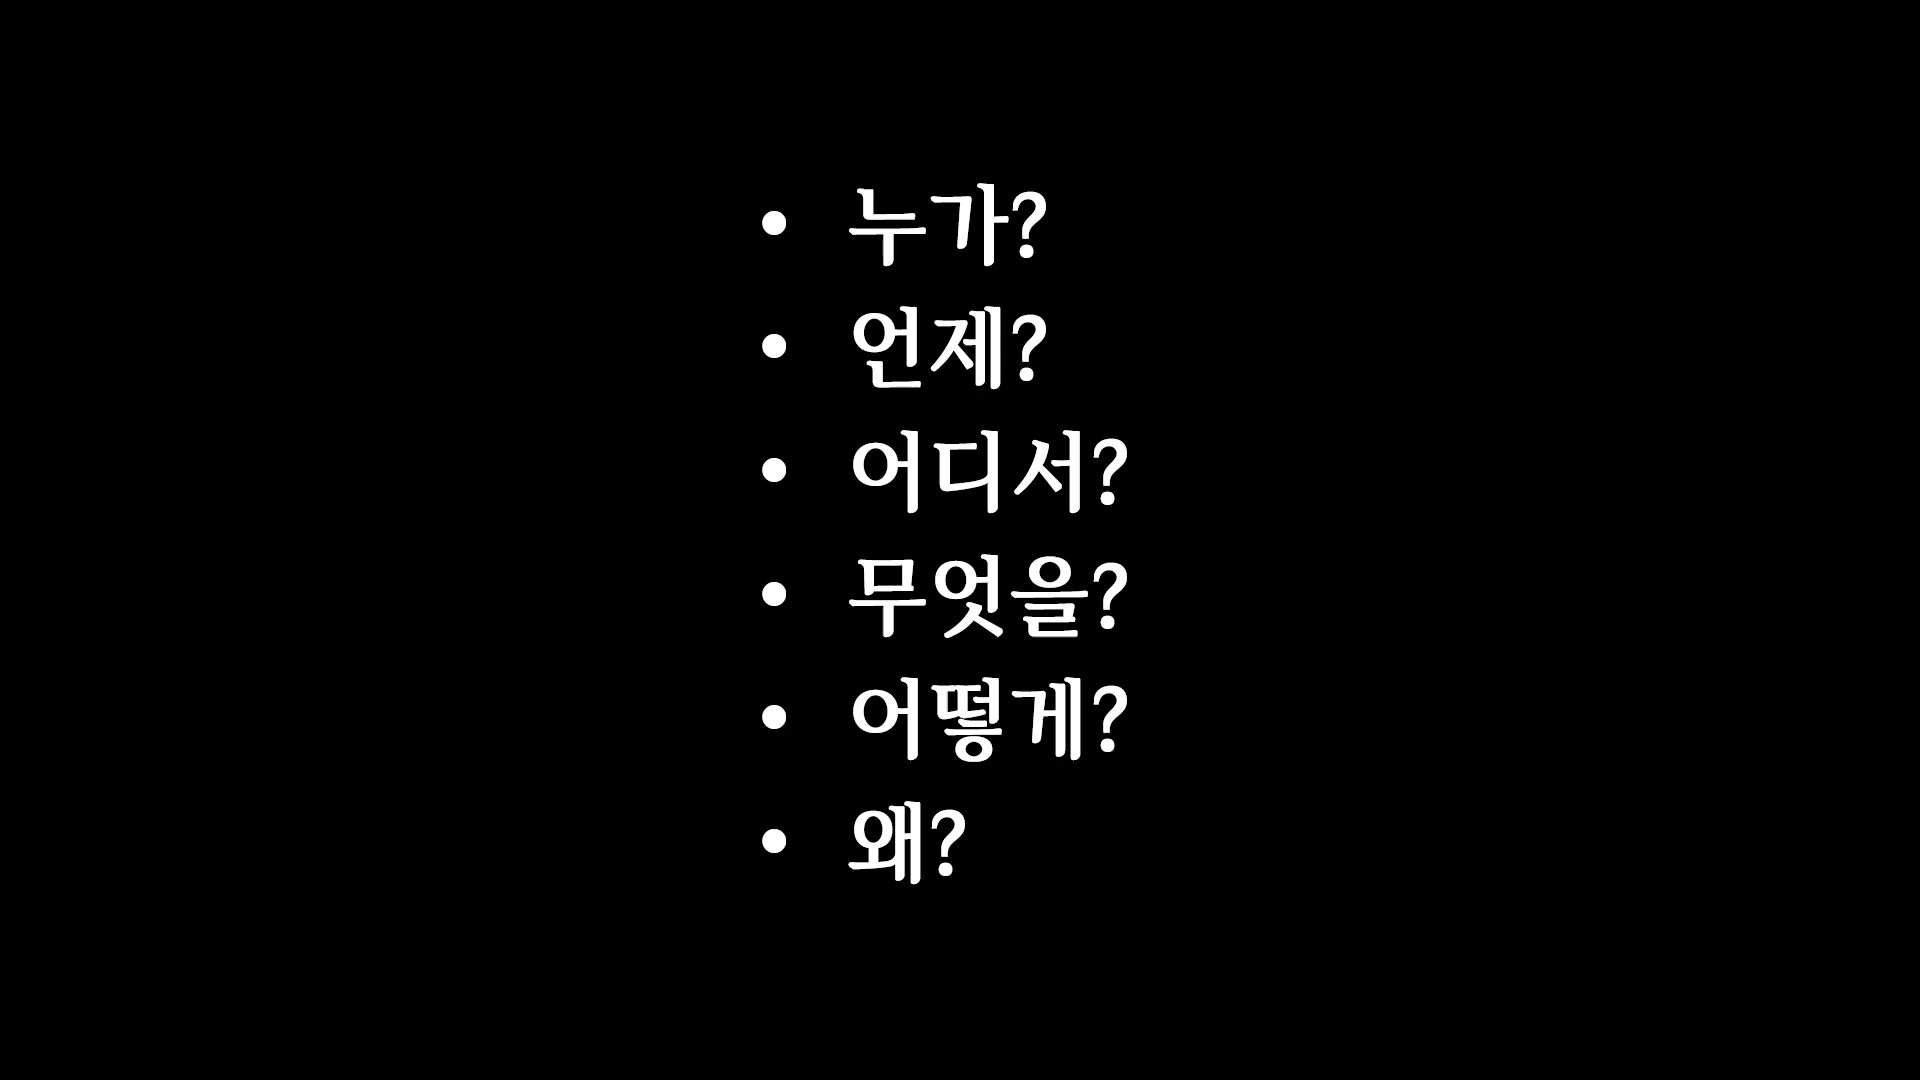 • 누가?
• 언제?
• 어디서?
• 무엇을?
• 어떻게?
• 왜?